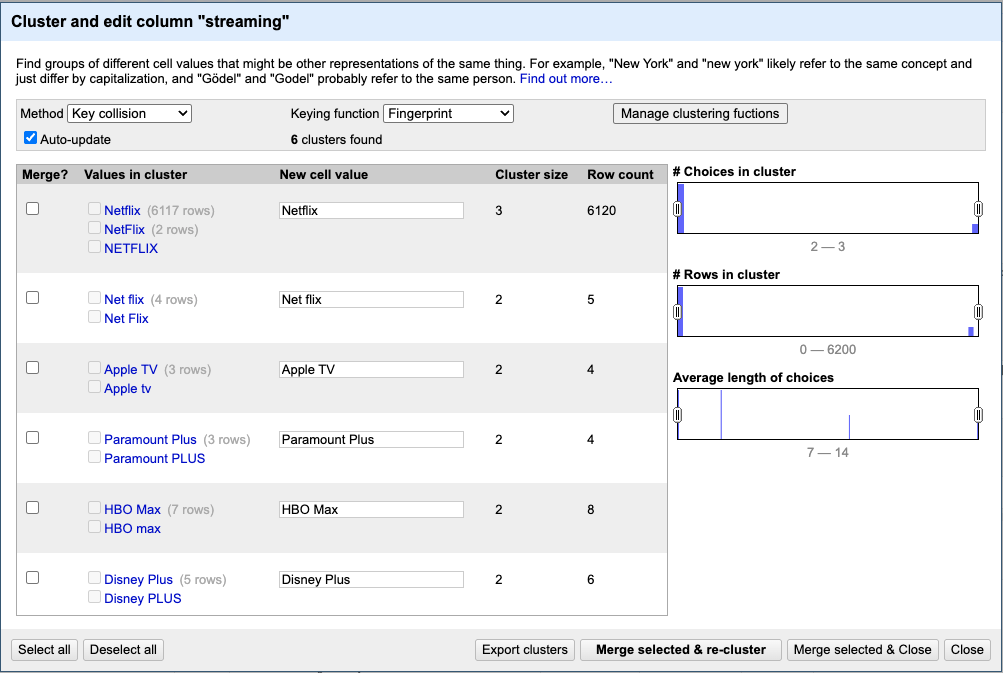 Cluster and edit column "streaming"
Find groups of different cell values that might be other representations of the same thing. For example, "New York" and "new york" likely refer to the same concept and
just differ by capitalization, and "Gödel" and "Godel" probably refer to the same person. Find out more…
Method Key collision Keying function Fingerprint Manage clustering fuctions
Auto-update 6 clusters found
Merge? Values in cluster New cell value Cluster size Row count
Netflix (6117 rows) Netflix 3 6120
NetFlix (2 rows)
NETFLIX
Net flix (4 rows) Net flix 2 5
Net Flix
Apple TV (3 rows) Apple TV 2 4
Apple tv
Paramount Plus (3 rows) Paramount Plus 2 4
Paramount PLUS
HBO Max (7 rows) HBO Max 2 8
HBO max
Disney Plus (5 rows) Disney Plus 2 6
Disney PLUS
# Choices in cluster
2 — 3
# Rows in cluster
0 — 6200
Average length of choices
7 — 14
Select all Deselect all Export clusters Merge selected & re-cluster Merge selected & Close Close